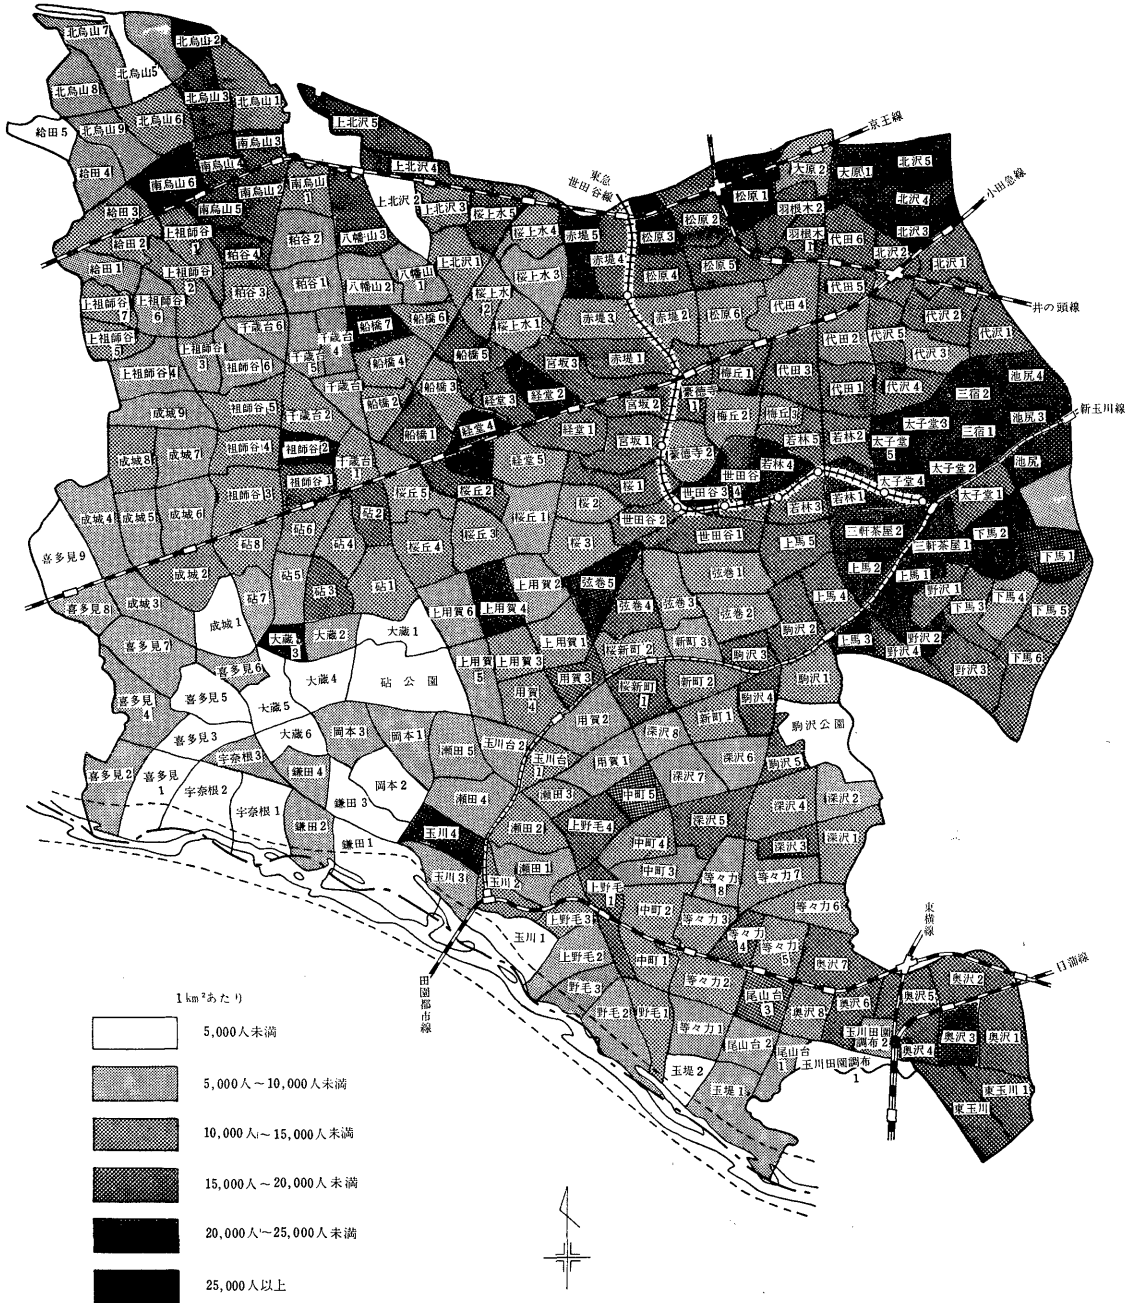 北烏山7
北烏山2
北烏山5
北烏山8
北烏山3
北烏山1
給田5
北烏山9
北烏山6
上北沢5
南烏山3
南烏山4
給田4
南烏山6
南烏山2
南烏山1
上北沢4
京王線
東急
世田谷線
大原2
大原1
北沢5
小田急線
給田3
南烏山5
上北沢2
上北沢3
桜上水5
松原1
松原2
羽根木2
北沢4
給田2
上祖師谷1
粕谷2
八幡山3
桜上水4
赤堤5
松原3
羽根木1
代田6
北沢3
粕谷4
上北沢1
赤堤4
松原4
松原5
北沢2
北沢1
給田1
上祖師谷2
粕谷3
粕谷1
八幡山2
八幡山1
桜上水3
代田5
井の頭線
上祖師谷7
上祖師谷6
桜上水2
代田4
代沢2
千歳台6
船橋7
船橋6
桜上水1
赤堤3
赤堤2
松原6
代田2
代沢5
代沢1
上祖師谷5
上祖師谷3
千歳台4
船橋4
船橋5
宮坂3
赤堤1
代沢3
上祖師谷4
祖師谷6
千歳台5
梅丘1
代田3
池尻4
千歳台3
船橋3
経堂2
豪徳寺1
代田1
代沢4
三宿2
成城9
祖師谷5
千歳台2
船橋2
経堂3
宮坂2
梅丘2
梅丘3
新玉川線
池尻3
船橋1
経堂4
経堂1
宮坂1
若林5
若林2
太子堂3
三宿1
成城8
成城7
祖師谷4
祖師谷2
千歳台1
経堂5
豪徳寺2
太子堂5
太子堂2
池尻
世田谷4
若林4
祖師谷1
桜丘5
桜丘2
桜1
世田谷3
太子堂4
太子堂1
祖師谷3
桜2
若林3
若林1
成城4
成城5
成城6
砧6
砧2
桜丘1
世田谷2
世田谷1
三軒茶屋2
下馬2
喜多見9
砧8
砧4
桜丘4
桜丘3
桜3
上馬5
三軒茶屋1
下馬1
成城2
砧5
砧1
上用賀2
弦巻5
弦巻1
上馬2
上馬1
砧7
砧3
上用賀6
上用賀4
弦巻4
弦巻3
弦巻2
上馬4
野沢1
下馬3
下馬4
下馬5
喜多見8
成城3
成城1
大蔵3
大蔵2
大蔵1
上用賀1
桜新町2
新町3
駒沢2
上馬3
野沢2
喜多見7
喜多見6
大蔵4
砧公園
上用賀5
上用賀3
駒沢3
野沢4
野沢3
下馬6
喜多見5
大蔵5
用賀4
用賀3
桜新町1
新町2
駒沢1
喜多見4
駒沢4
喜多見3
大蔵6
岡本3
岡本1
瀬田5
玉川台2
用賀2
深沢8
新町1
駒沢公園
宇奈根3
玉川台1
用賀1
深沢6
駒沢5
喜多見2
喜多見1
宇奈根2
鎌田4
岡本2
瀬田4
瀬田3
中町5
深沢7
深沢2
宇奈根1
鎌田3
深沢4
鎌田2
玉川4
瀬田2
上野毛4
深沢5
深沢1
鎌田1
中町4
深沢3
瀬田1
中町3
玉川3
玉川2
上野毛1
等々力8
等々力7
上野毛3
中町2
等々力3
等々力6
東横線
玉川1
等々力4
等々力5
上野毛2
中町1
奥沢7
奥沢2
目蒲線
野毛3
等々力2
尾山台3
奥沢6
奥沢5
田園都市線
野毛2
野毛1
等々力1
奥沢8
玉川田園調布2
奥沢4
奥沢3
奥沢1
尾山台2
尾山台1
玉川田園調布1
玉堤2
玉堤1
東玉川1
東玉川
1km²あたり
5,000人未満
5,000人～10,000人未満
10,000人～15,000人未満
15,000人～20,000人未満
20,000人～25,000人未満
25,000人以上